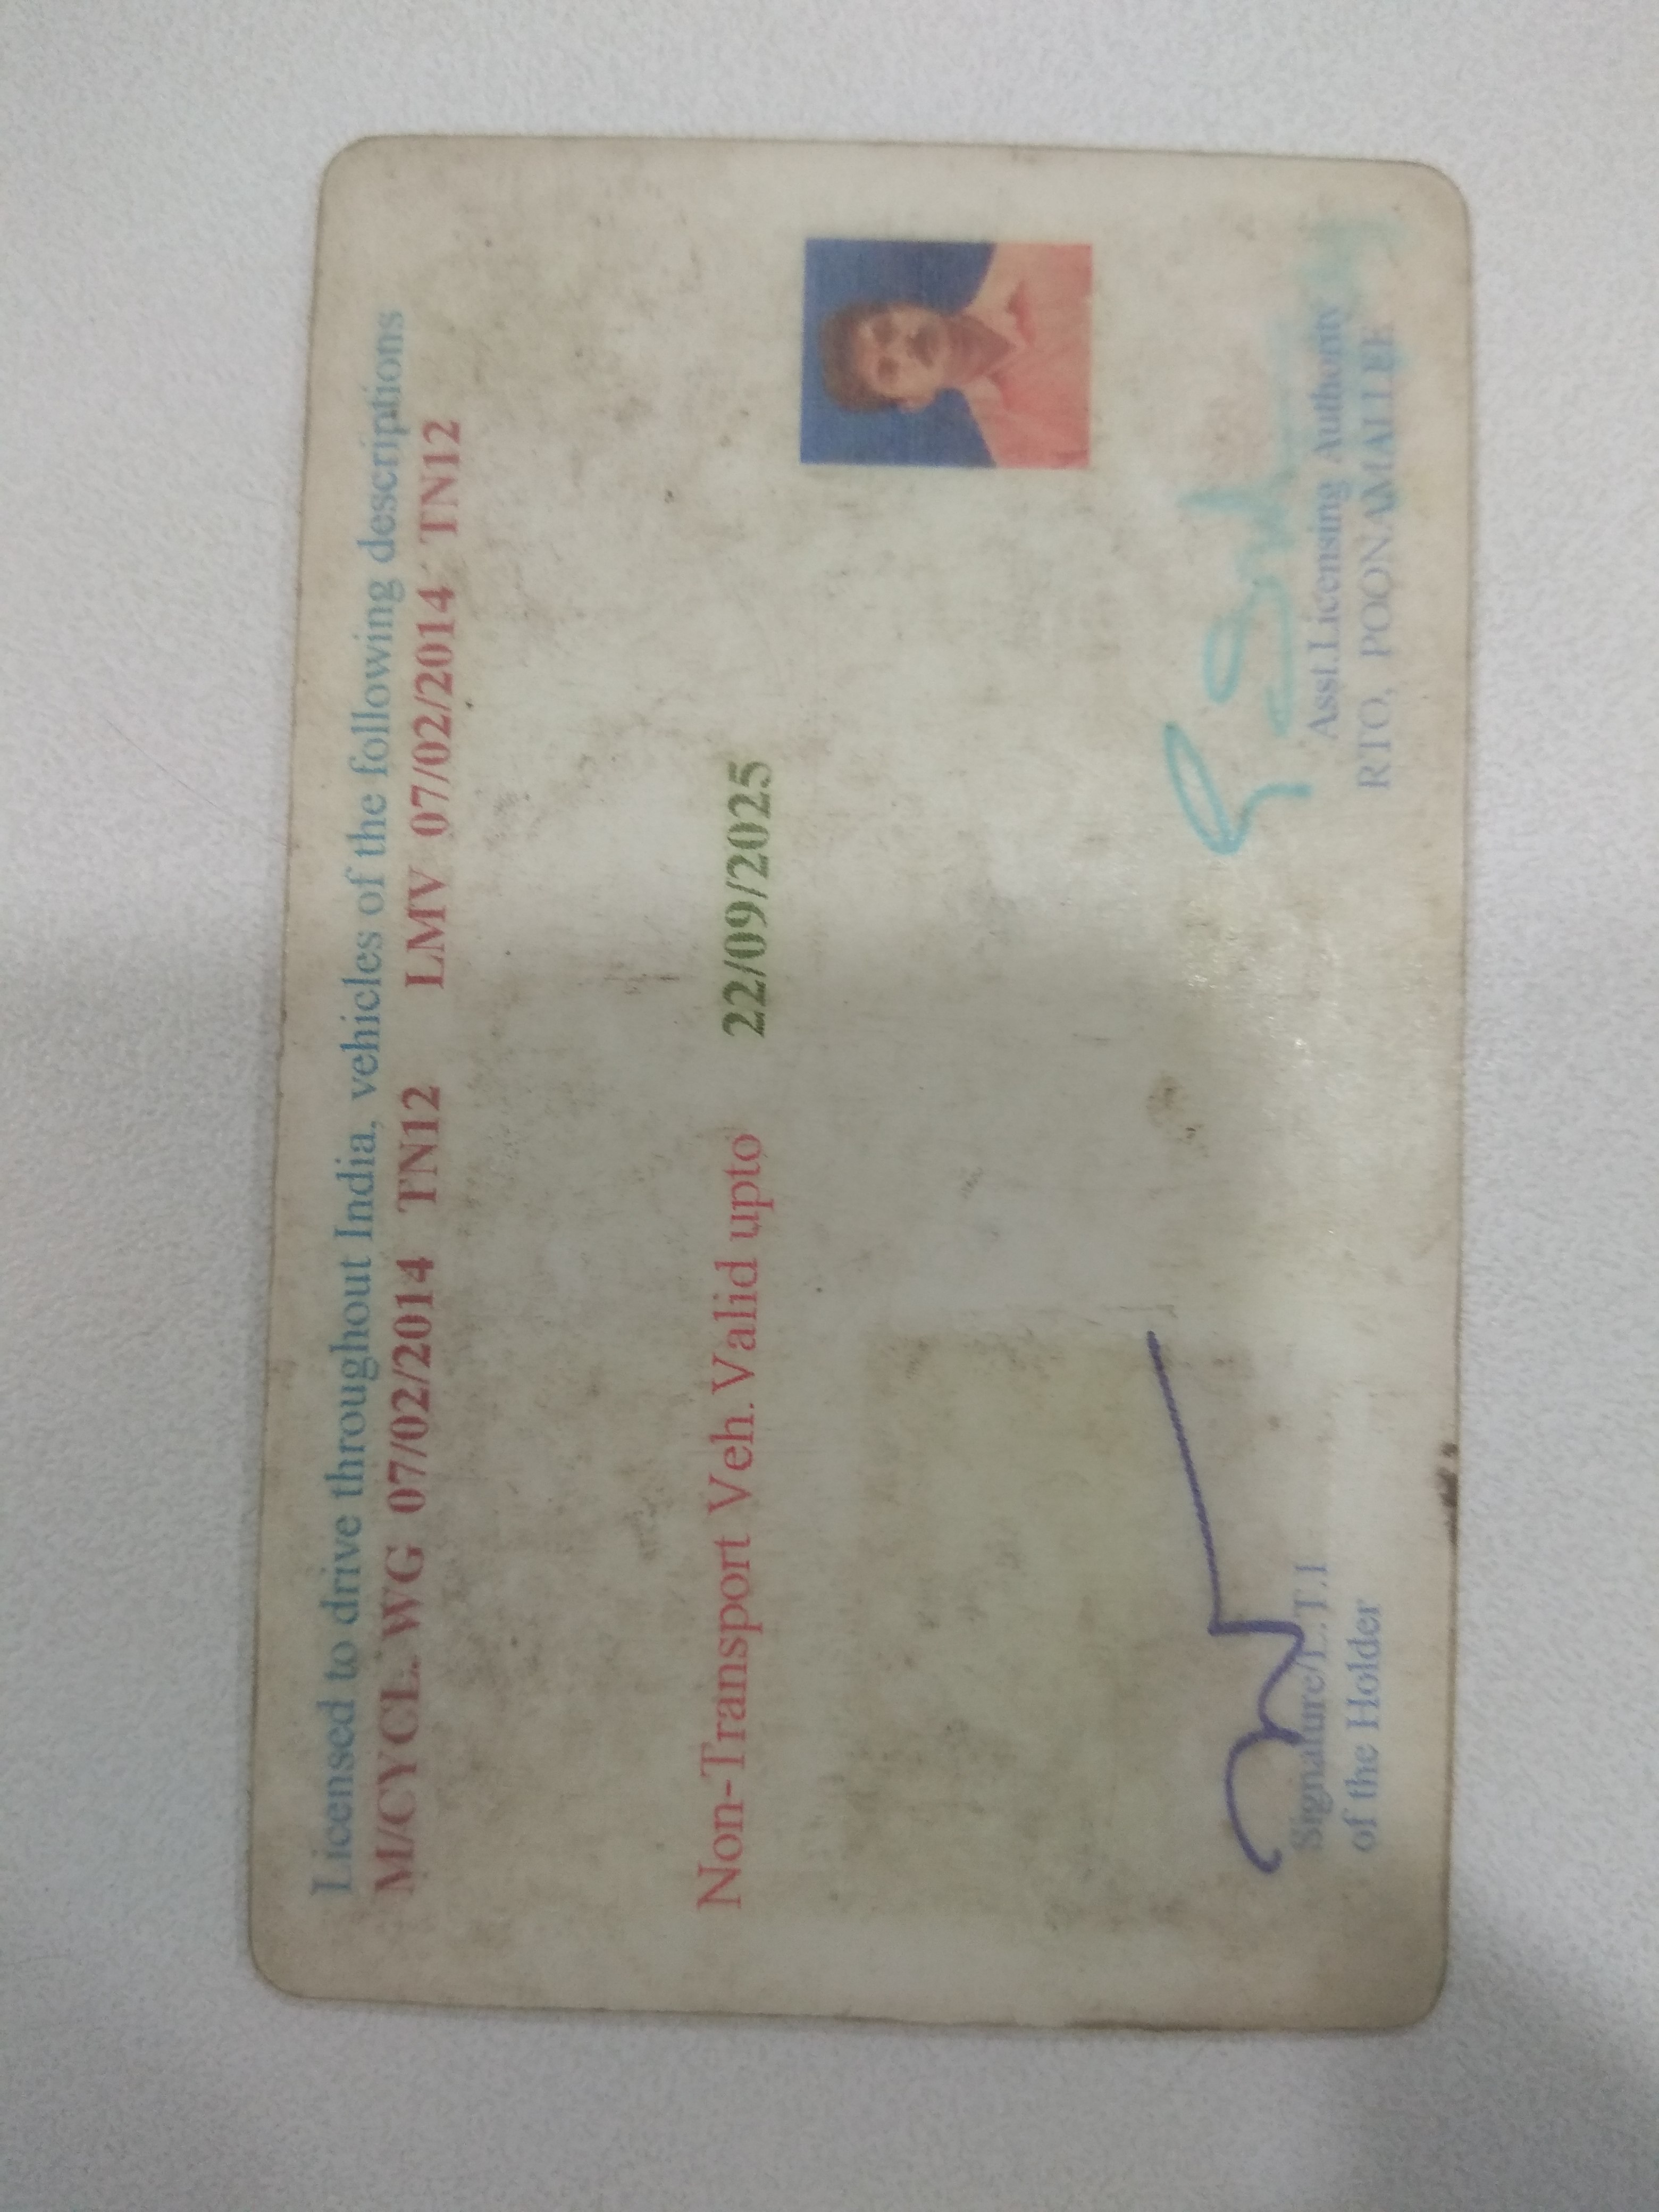 Licensed to drive throughout India, vehicles of the following descriptions
M/CYCL. WG 07/02/2014 TN12 LMV 07/02/2014 TN12
Non-Transport Veh. Valid upto 22/09/2025
Signature/L.T.I
of the Holder
Asst.Licensing Authority
RTO, POONAMALLEE